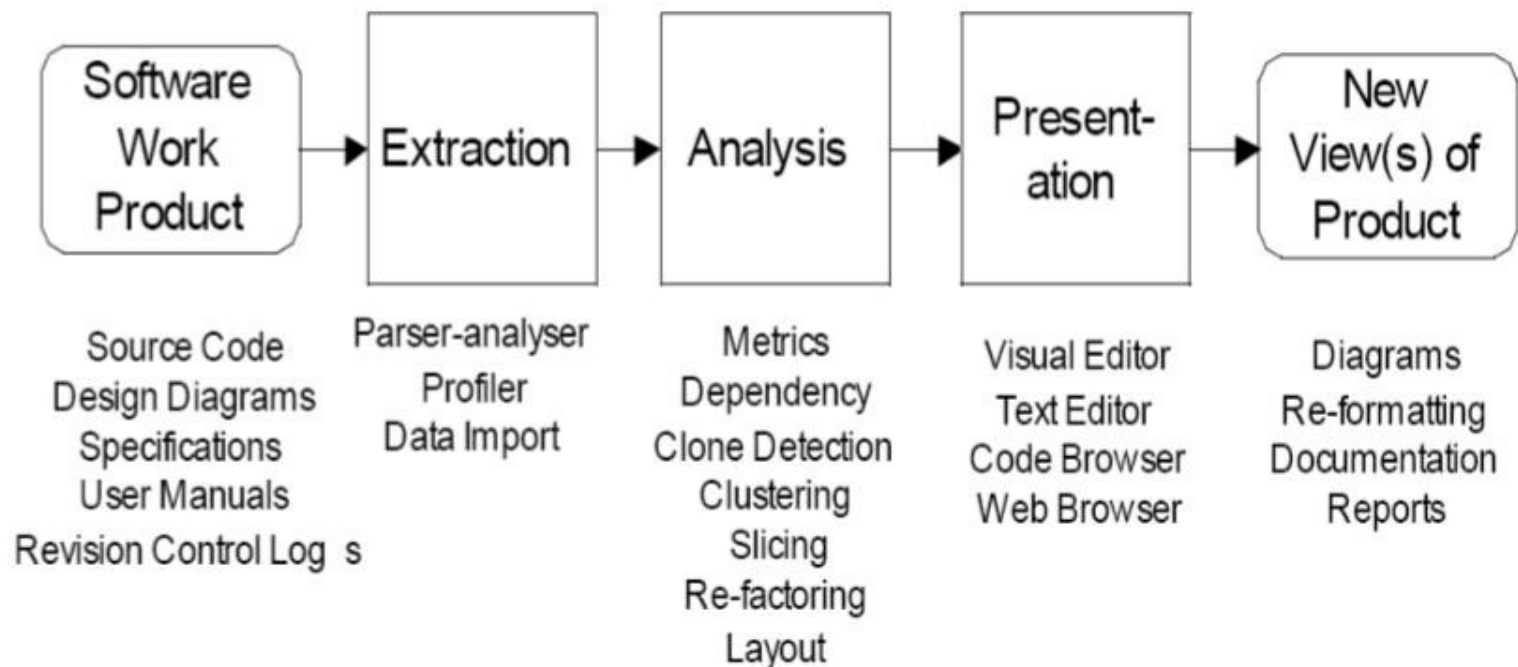 Software
Work
Product
Extraction
Analysis
Present-
ation
New
View(s) of
Product
Source Code
Design Diagrams
Specifications
User Manuals
Revision Control Log s
Parser-analyser
Profiler
Data Import
Metrics
Dependency
Clone Detection
Clustering
Slicing
Re-factoring
Layout
Visual Editor
Text Editor
Code Browser
Web Browser
Diagrams
Re-formatting
Documentation
Reports